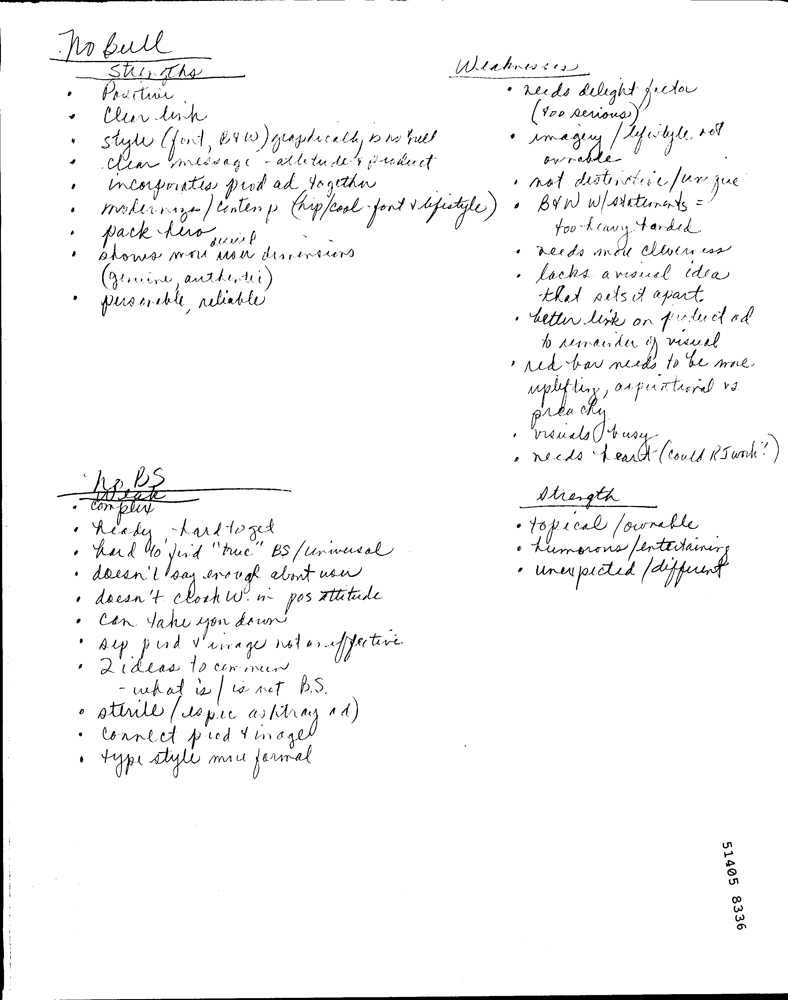 No Bull
Strengths
• Positive
• Clear link
• style (font, B&W) graphically is no bull
• clear message - attitude & product
• incorporates prod ad together
• modernizes/contemp (hip/cool-font & lifestyle)
• pack hero
• shows more user dimensions
(genuine, authentic)
• personable, reliable
Weaknesses
• needs delight factor
(too serious)
• imagery/lifestyle not
ownable
• not distinctive/unique
• B&W w/statements =
too heavy handed
• needs more cleverness
• lacks a visual idea
that sets it apart.
• better link on product ad
to remainder of visual
• red bar needs to be more
uplifting, aspirational vs.
preachy
• visuals busy
• needs heart (could RJ work?)
No BS
Weak
• complex
• heady - hard to get
• hard to find "true" BS/universal
• doesn't say enough about user
• doesn't cloak W. in pos attitude
• can take you down
• sep prod & image not as effective
• 2 ideas to commun
- what is/is not B.S.
• sterile (espec ashtray ad)
• connect prod & image
• type style more formal
Strength
• topical/ownable
• humorous/entertaining
• unexpected/different
51405 8336